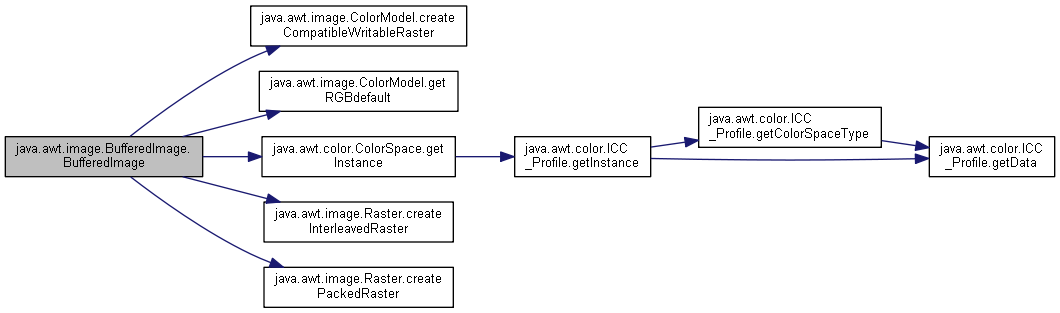 java.awt.image.ColorModel.create
CompatibleWritableRaster
java.awt.image.ColorModel.get
RGBdefault
java.awt.image.BufferedImage.
BufferedImage
java.awt.color.ColorSpace.get
Instance
java.awt.color.ICC
_Profile.getInstance
java.awt.color.ICC
_Profile.getColorSpaceType
java.awt.color.ICC
_Profile.getData
java.awt.image.Raster.create
InterleavedRaster
java.awt.image.Raster.create
PackedRaster